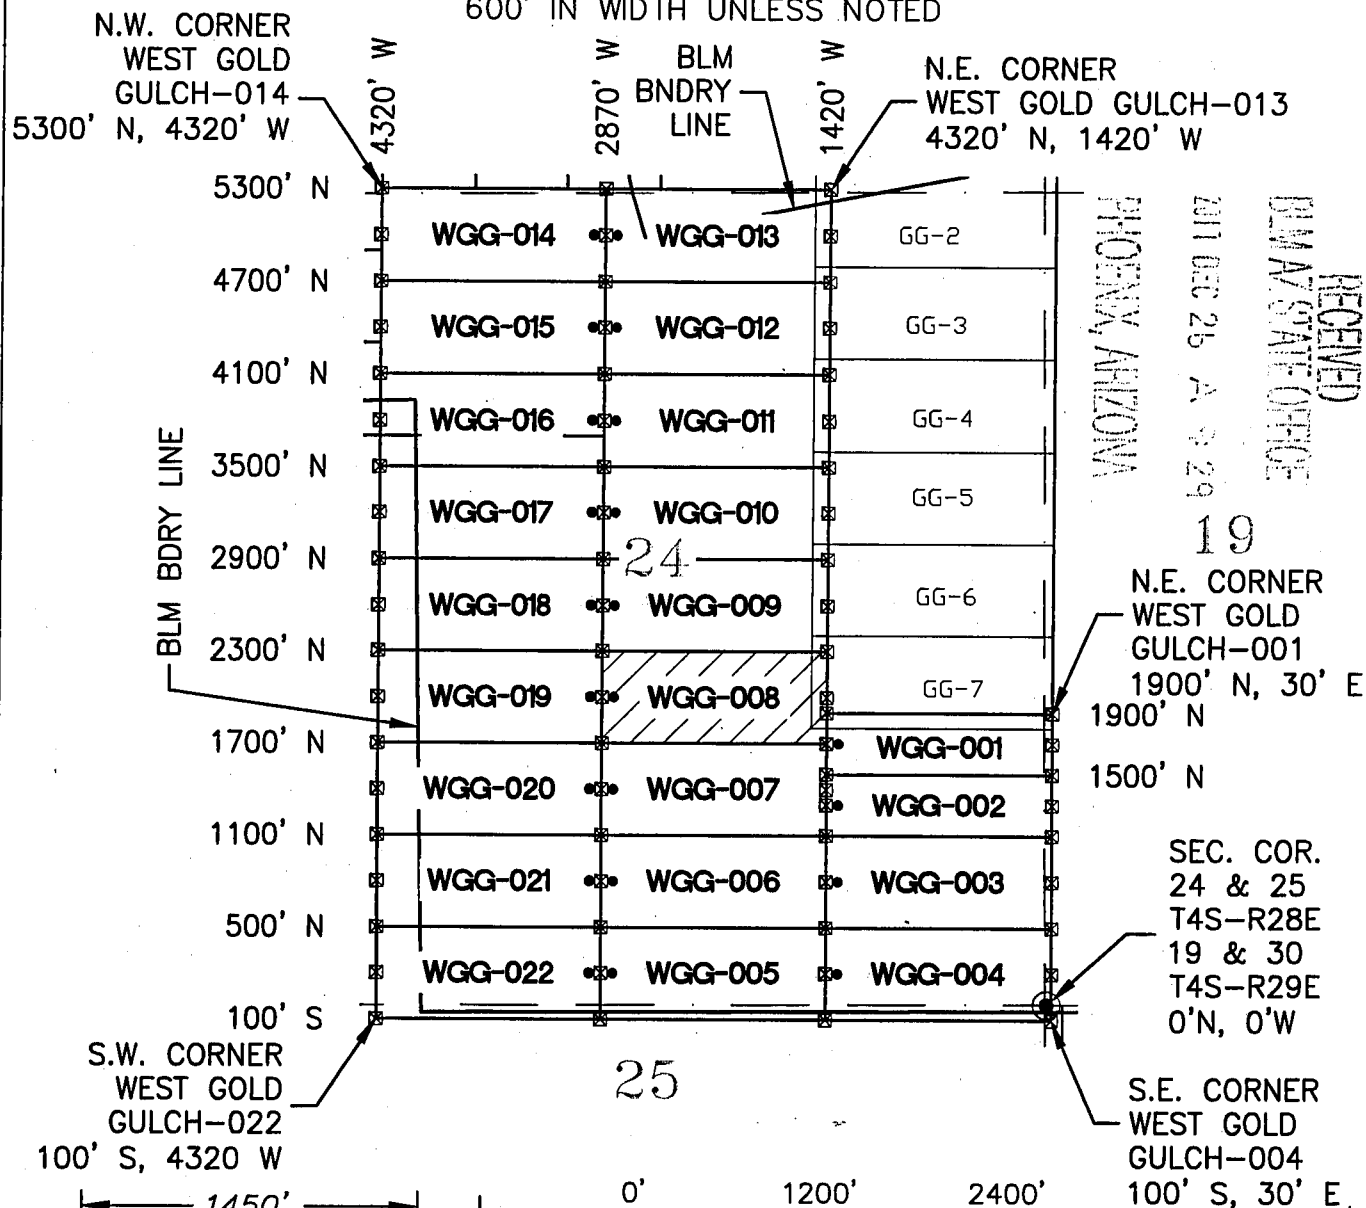 600' IN WIDTH UNLESS NOTED
N.W. CORNER
WEST GOLD
GULCH-014
5300' N, 4320' W
4320' W
2870' W
1420' W
BLM
BNDRY
LINE
N.E. CORNER
WEST GOLD GULCH-013
4320' N, 1420' W
5300' N
4700' N
4100' N
3500' N
2900' N
2300' N
1700' N
1100' N
500' N
100' S
BLM BDRY LINE
WGG-014 WGG-013 GG-2
WGG-015 WGG-012 GG-3
WGG-016 WGG-011 GG-4
WGG-017 WGG-010 GG-5
24
WGG-018 WGG-009 GG-6
WGG-019 WGG-008 GG-7
WGG-001
WGG-020 WGG-007 WGG-002
WGG-021 WGG-006 WGG-003
WGG-022 WGG-005 WGG-004
RECEIVED
BLM AZ STATE OFFICE
2011 DEC 26 A 9: 29
PHOENIX, ARIZONA
19
N.E. CORNER
WEST GOLD
GULCH-001
1900' N, 30' E
1900' N
1500' N
SEC. COR.
24 & 25
T4S-R28E
19 & 30
T4S-R29E
0'N, 0'W
S.W. CORNER
WEST GOLD
GULCH-022
100' S, 4320 W
25
S.E. CORNER
WEST GOLD
GULCH-004
100' S, 30' E.
1450'
0' 1200' 2400'